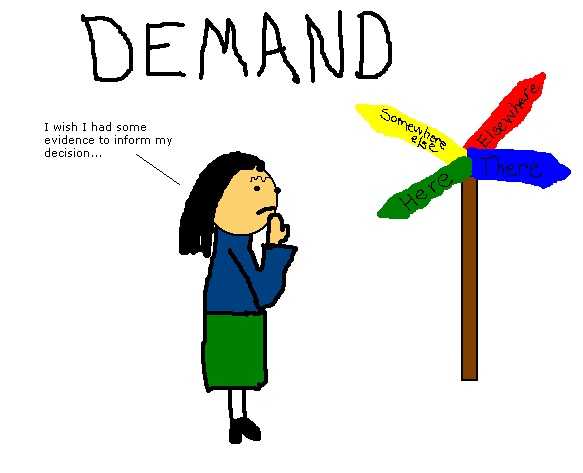 DEMAND
I wish I had some
evidence to inform my
decision...
Somewhere
else
Elsewhere
There
Here